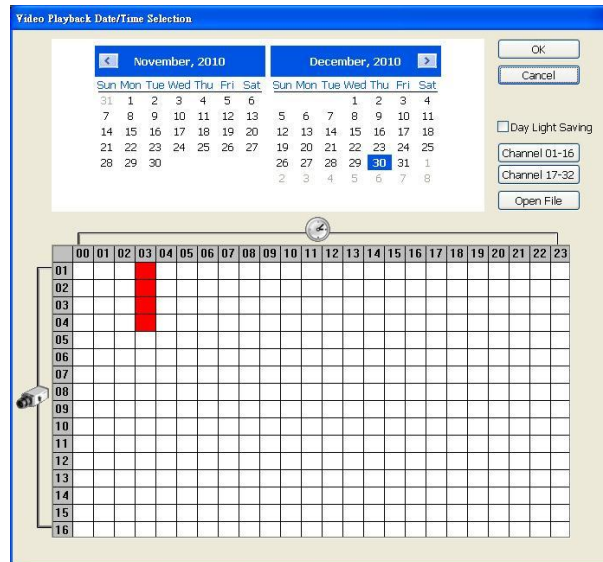 Video Playback Date/Time Selection
< November, 2010
Sun Mon Tue Wed Thu Fri Sat
31 1 2 3 4 5 6
7 8 9 10 11 12 13
14 15 16 17 18 19 20
21 22 23 24 25 26 27
28 29 30
December, 2010 >
Sun Mon Tue Wed Thu Fri Sat
1 2 3 4
5 6 7 8 9 10 11
12 13 14 15 16 17 18
19 20 21 22 23 24 25
26 27 28 29 30 31 1
2 3 4 5 6 7 8
OK
Cancel
Day Light Saving
Channel 01-16
Channel 17-32
Open File
00 01 02 03 04 05 06 07 08 09 10 11 12 13 14 15 16 17 18 19 20 21 22 23
01
02
03
04
05
06
07
08
09
10
11
12
13
14
15
16